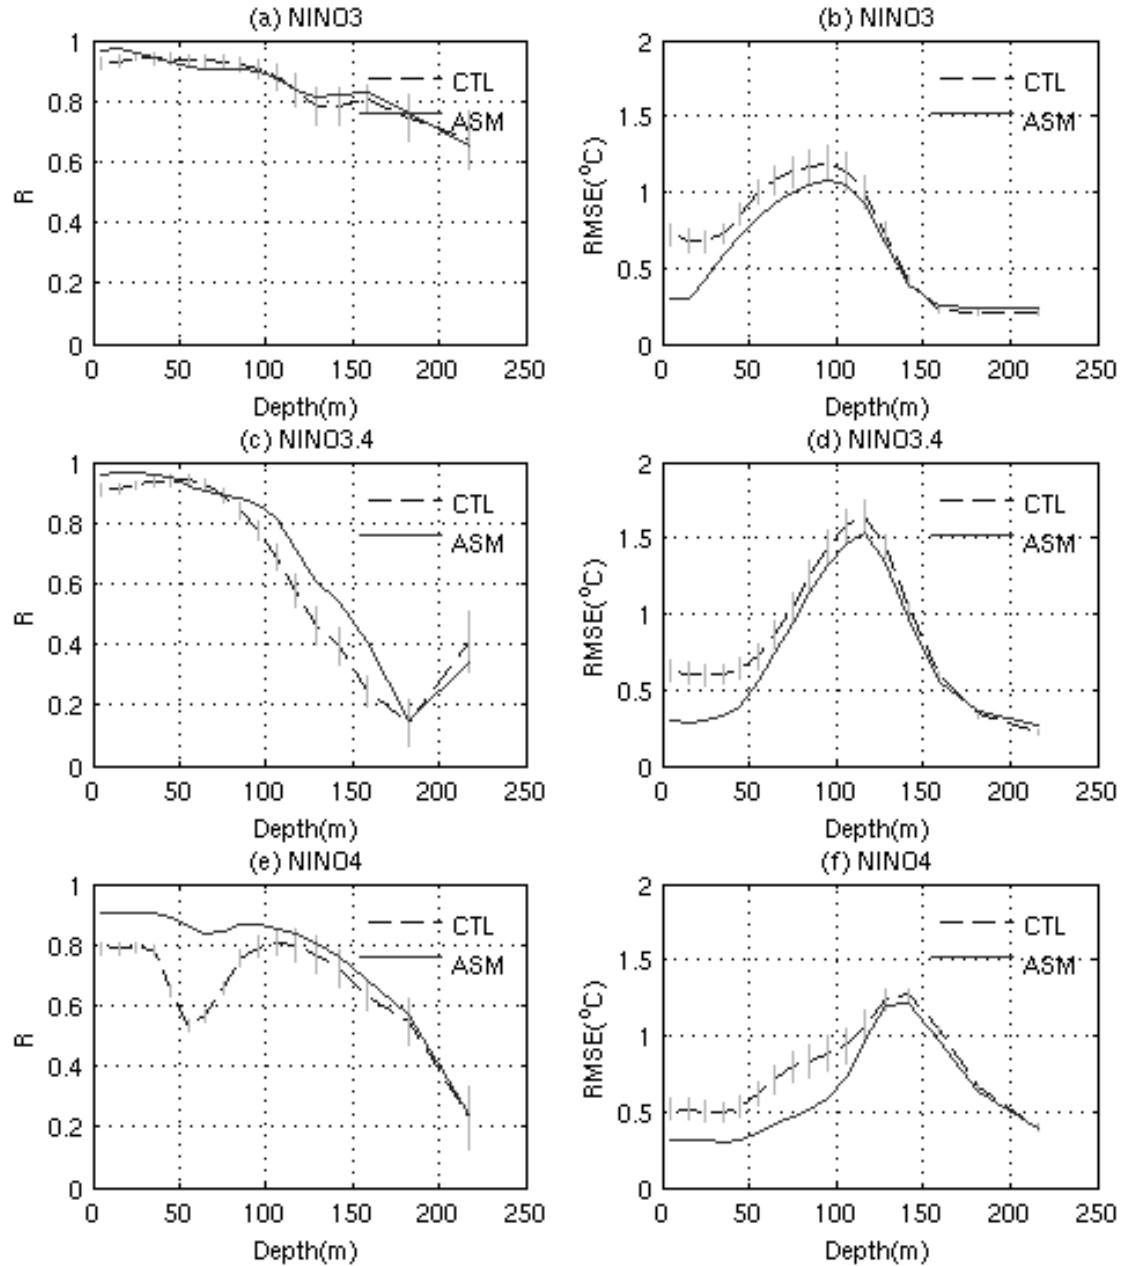 (a) NINO3
1
0.8
0.6
0.4
0.2
0
R
CTL
ASM
0 50 100 150 200 250
Depth(m)
(b) NINO3
2
1.5
1
0.5
0
RMSE(°C)
CTL
ASM
0 50 100 150 200 250
Depth(m)
(c) NINO3.4
1
0.8
0.6
0.4
0.2
0
R
CTL
ASM
0 50 100 150 200 250
Depth(m)
(d) NINO3.4
2
1.5
1
0.5
0
RMSE(°C)
CTL
ASM
0 50 100 150 200 250
Depth(m)
(e) NINO4
1
0.8
0.6
0.4
0.2
0
R
CTL
ASM
0 50 100 150 200 250
Depth(m)
(f) NINO4
2
1.5
1
0.5
0
RMSE(°C)
CTL
ASM
0 50 100 150 200 250
Depth(m)